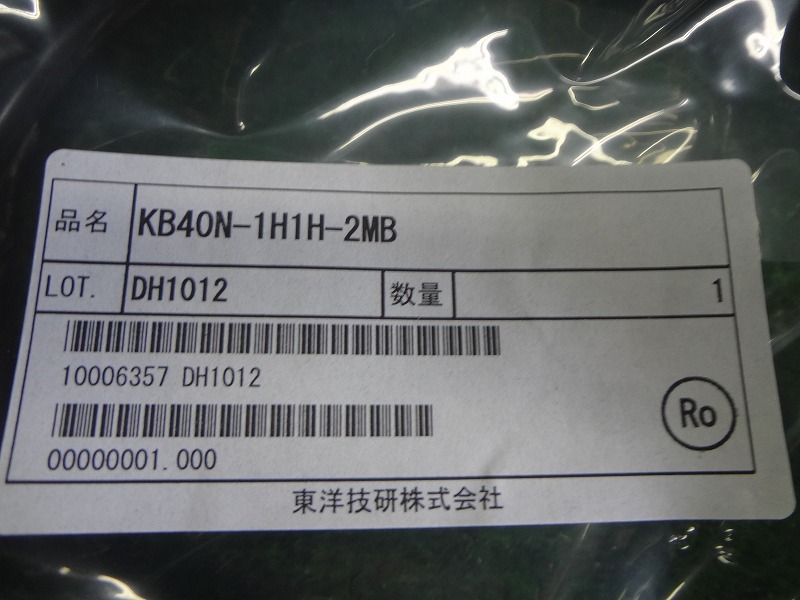 品名 KB40N-1H1H-2MB
LOT. DH1012 数量 1
10006357 DH1012
00000001.000
Ro
東洋技研株式会社